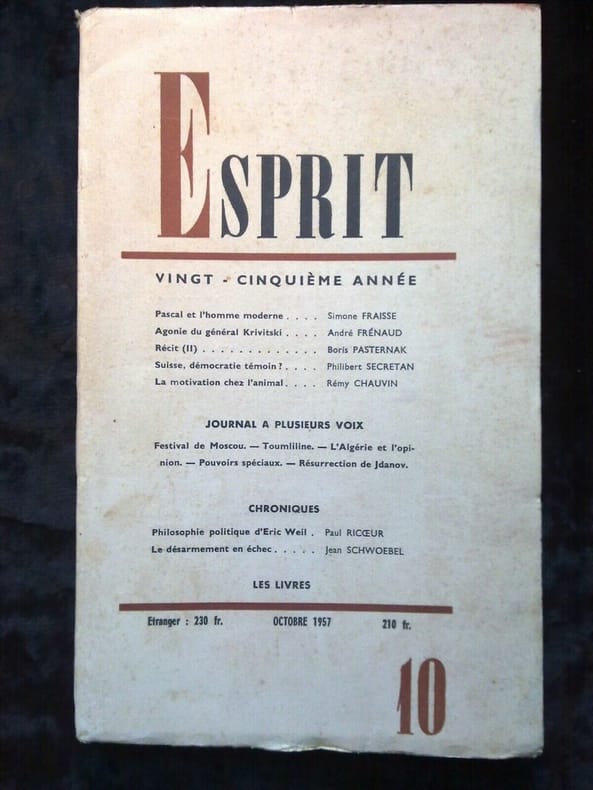 ESPRIT
VINGT - CINQUIÈME ANNÉE
Pascal et l'homme moderne . . . . Simone FRAISSE
Agonie du général Krivitski . . . . André FRÉNAUD
Récit (II) . . . . . . . . . . . . . Boris PASTERNAK
Suisse, démocratie témoin ? . . . . Philibert SECRETAN
La motivation chez l'animal . . . . Rémy CHAUVIN
JOURNAL A PLUSIEURS VOIX
Festival de Moscou. — Toumliline. — L'Algérie et l'opi-
nion. — Pouvoirs spéciaux. — Résurrection de Jdanov.
CHRONIQUES
Philosophie politique d'Eric Weil . Paul RICŒUR
Le désarmement en échec . . . . . Jean SCHWOEBEL
LES LIVRES
Etranger : 230 fr. OCTOBRE 1957 210 fr.
10